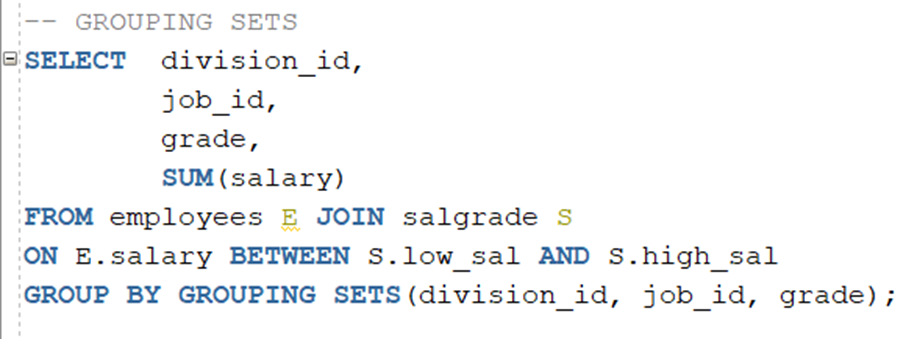 -- GROUPING SETS
SELECT  division_id,
        job_id,
        grade,
        SUM(salary)
FROM employees E JOIN salgrade S
ON E.salary BETWEEN S.low_sal AND S.high_sal
GROUP BY GROUPING SETS(division_id, job_id, grade);